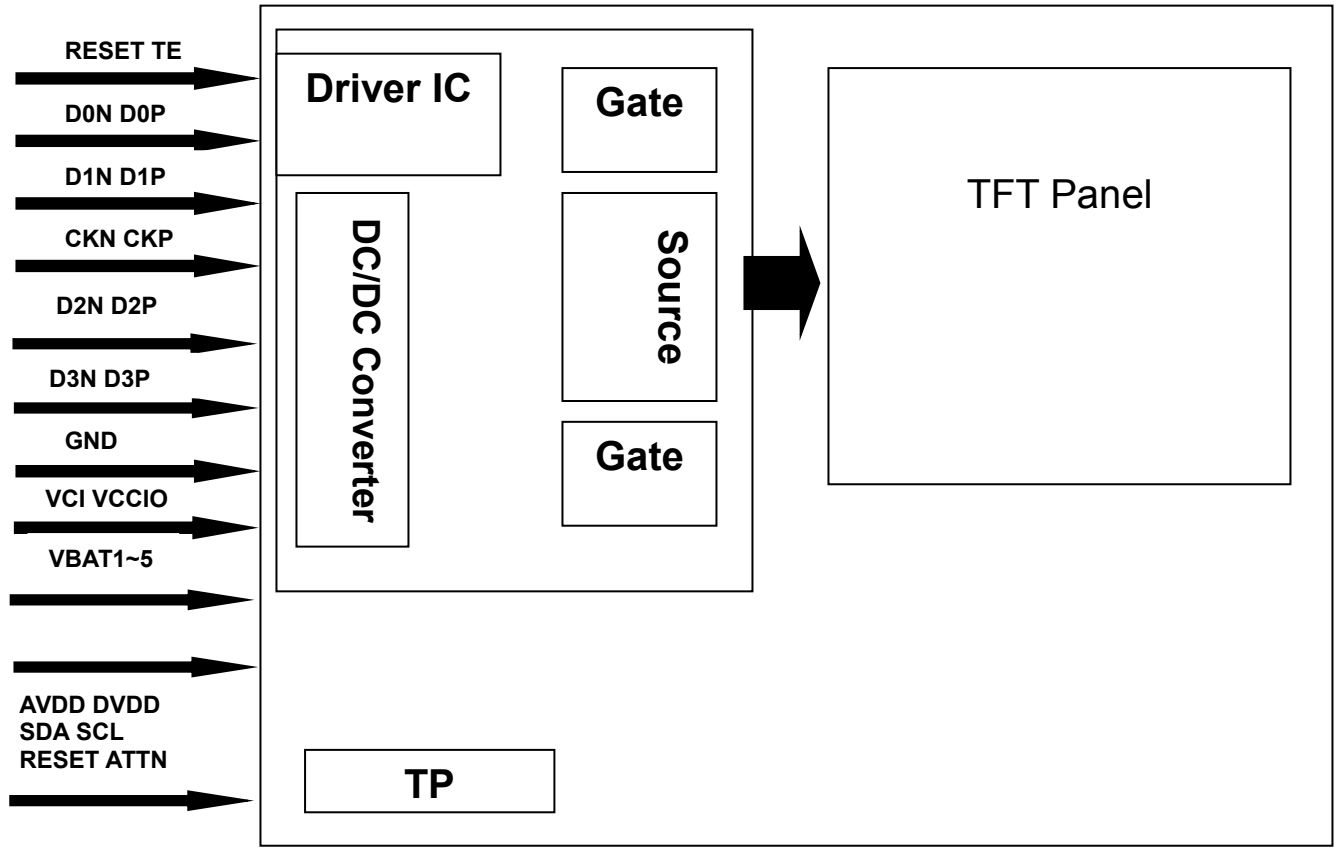 RESET TE
D0N D0P
D1N D1P
CKN CKP
D2N D2P
D3N D3P
GND
VCI VCCIO
VBAT1~5
AVDD DVDD
SDA SCL
RESET ATTN
Driver IC
DC/DC Converter
Gate
Source
Gate
TP
TFT Panel